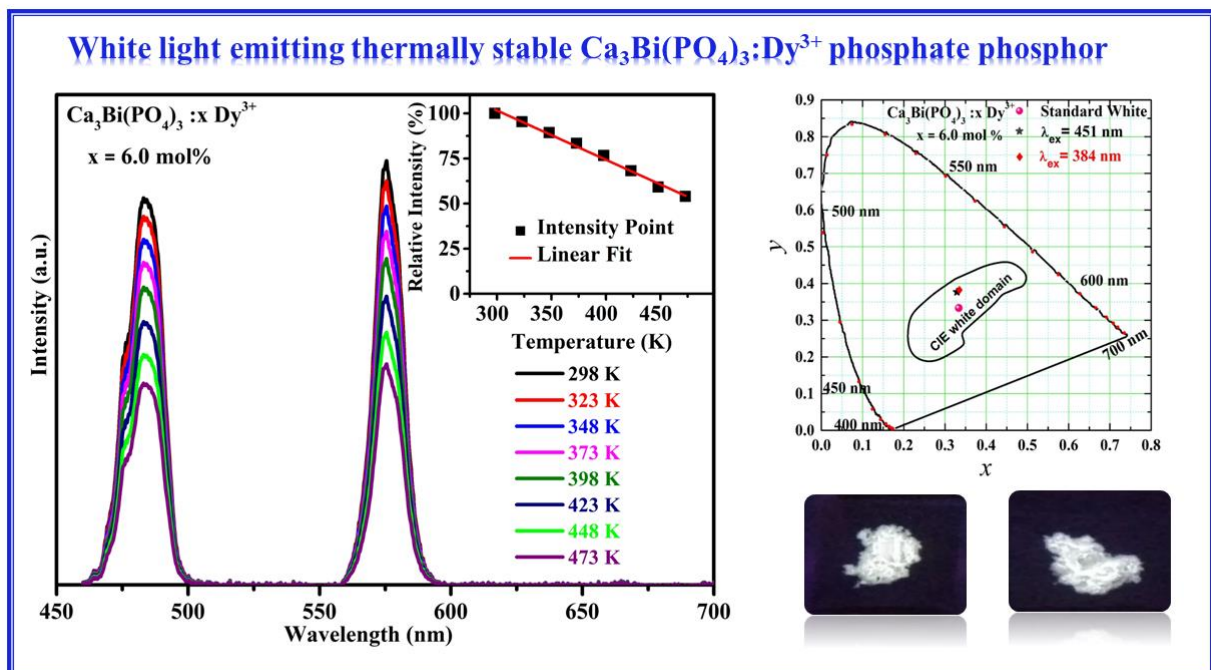 White light emitting thermally stable Ca₃Bi(PO₄)₃:Dy³⁺ phosphate phosphor
Ca₃Bi(PO₄)₃ :x Dy³⁺
x = 6.0 mol%
Intensity (a.u.)
450 500 550 600 650 700
Wavelength (nm)
Relative Intensity (%)
100
75
50
25
0
Intensity Point
Linear Fit
300 350 400 450
Temperature (K)
298 K
323 K
348 K
373 K
398 K
423 K
448 K
473 K
Ca₃Bi(PO₄)₃ :x Dy³⁺
x = 6.0 mol %
Standard White
λex = 451 nm
λex = 384 nm
y
0.9
0.8
0.7
0.6
0.5
0.4
0.3
0.2
0.1
0.0
550 nm
500 nm
600 nm
CIE white domain
700 nm
450 nm
400 nm
0.0 0.1 0.2 0.3 0.4 0.5 0.6 0.7 0.8
x